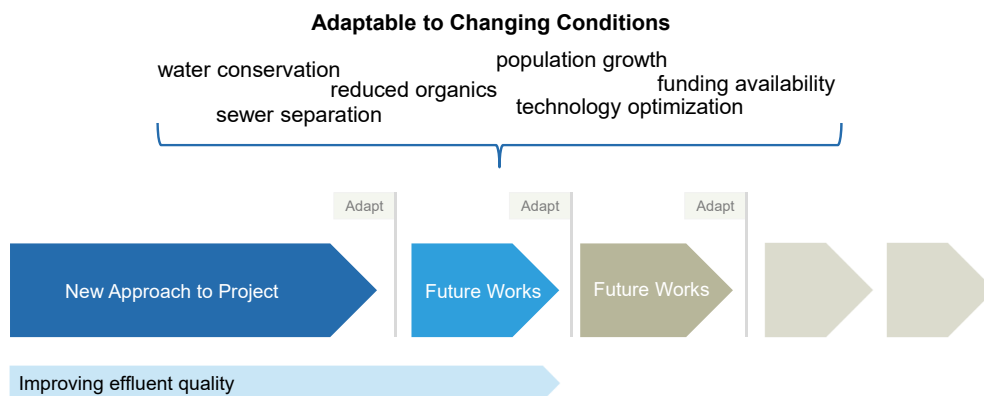 Adaptable to Changing Conditions
population growth
water conservation
funding availability
reduced organics
technology optimization
sewer separation
Adapt
Adapt
Adapt
New Approach to Project
Future Works
Future Works
Improving effluent quality